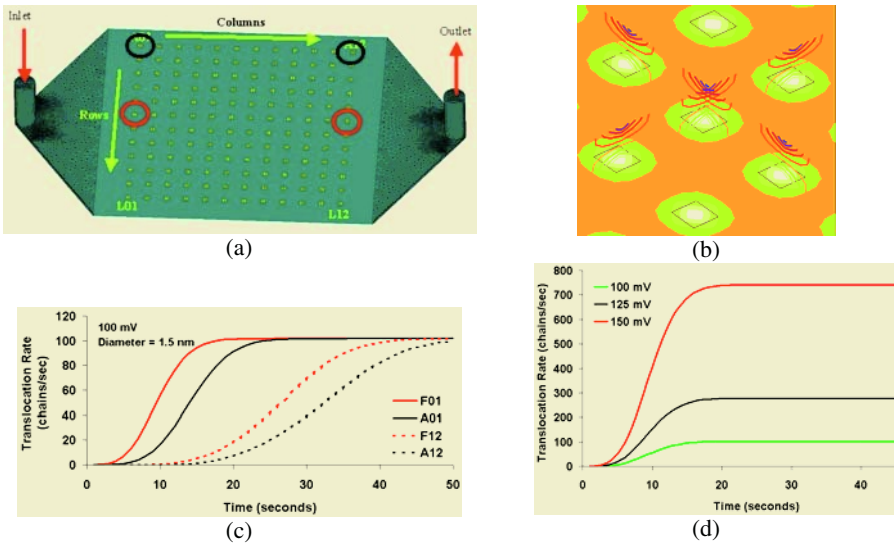 Inlet
Columns
Outlet
Rows
L01
L12
(a)
(b)
Translocation Rate
(chains/sec)
120
100
80
60
40
20
0
100 mV
Diameter = 1.5 nm
F01
A01
F12
A12
0 10 20 30 40 50
Time (seconds)
(c)
Translocation Rate (chains/sec)
800
700
600
500
400
300
200
100
0
100 mV
125 mV
150 mV
0 10 20 30 40
Time (seconds)
(d)